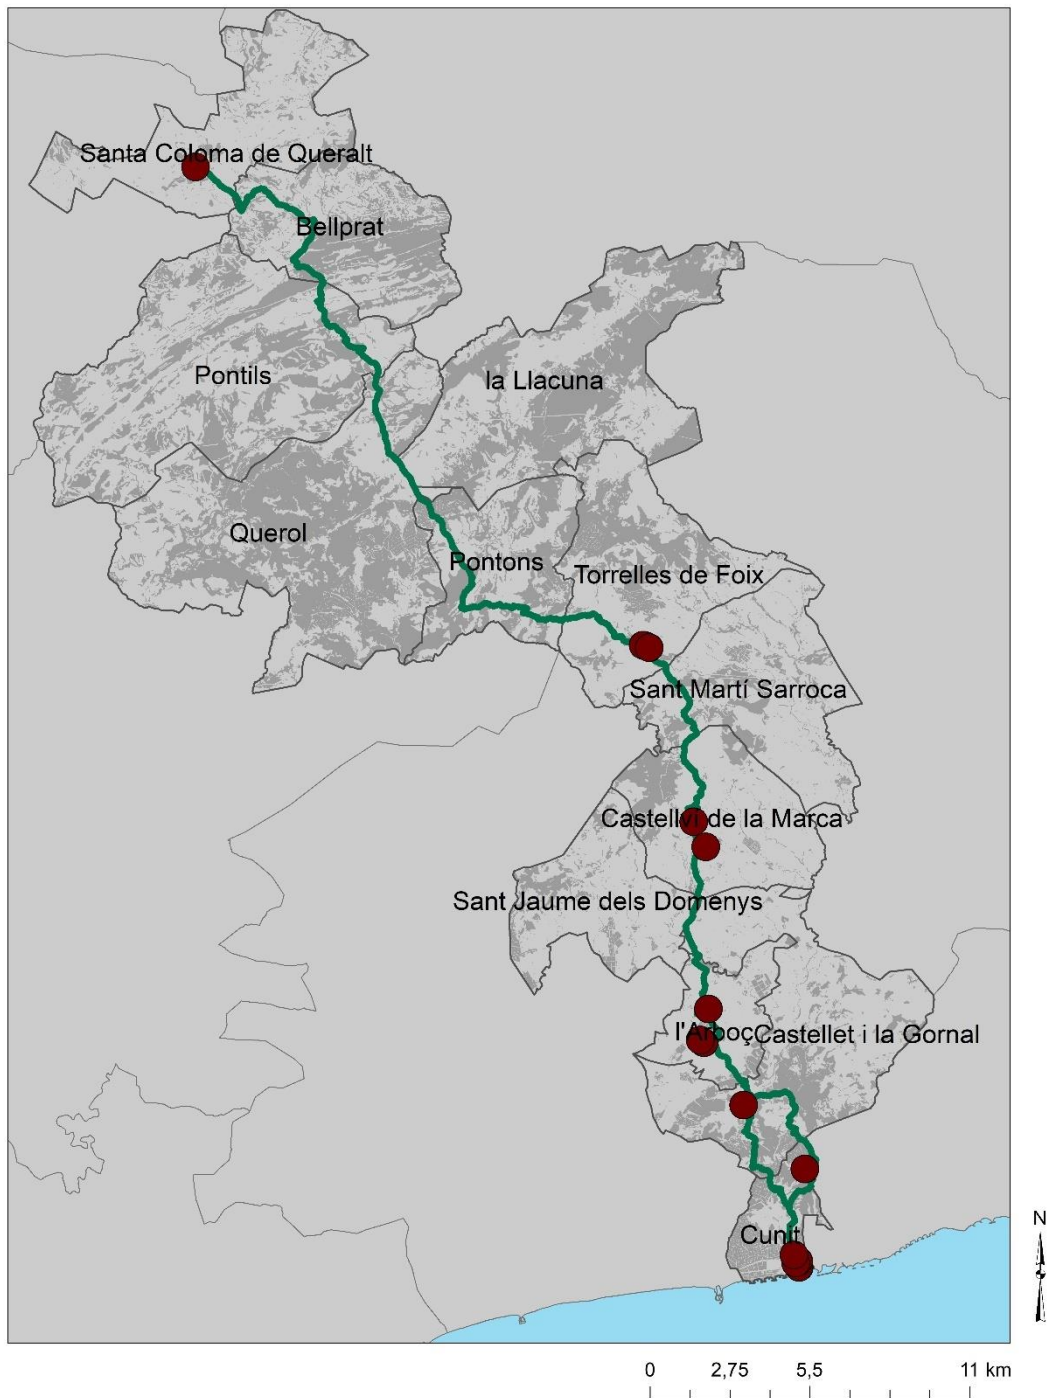 Santa Coloma de Queralt
Bellprat
Pontils
la Llacuna
Querol
Pontons
Torrelles de Foix
Sant Martí Sarroca
Castellví de la Marca
Sant Jaume dels Domenys
l'Arboç
Castellet i la Gornal
Cunit
N
0 2,75 5,5 11 km